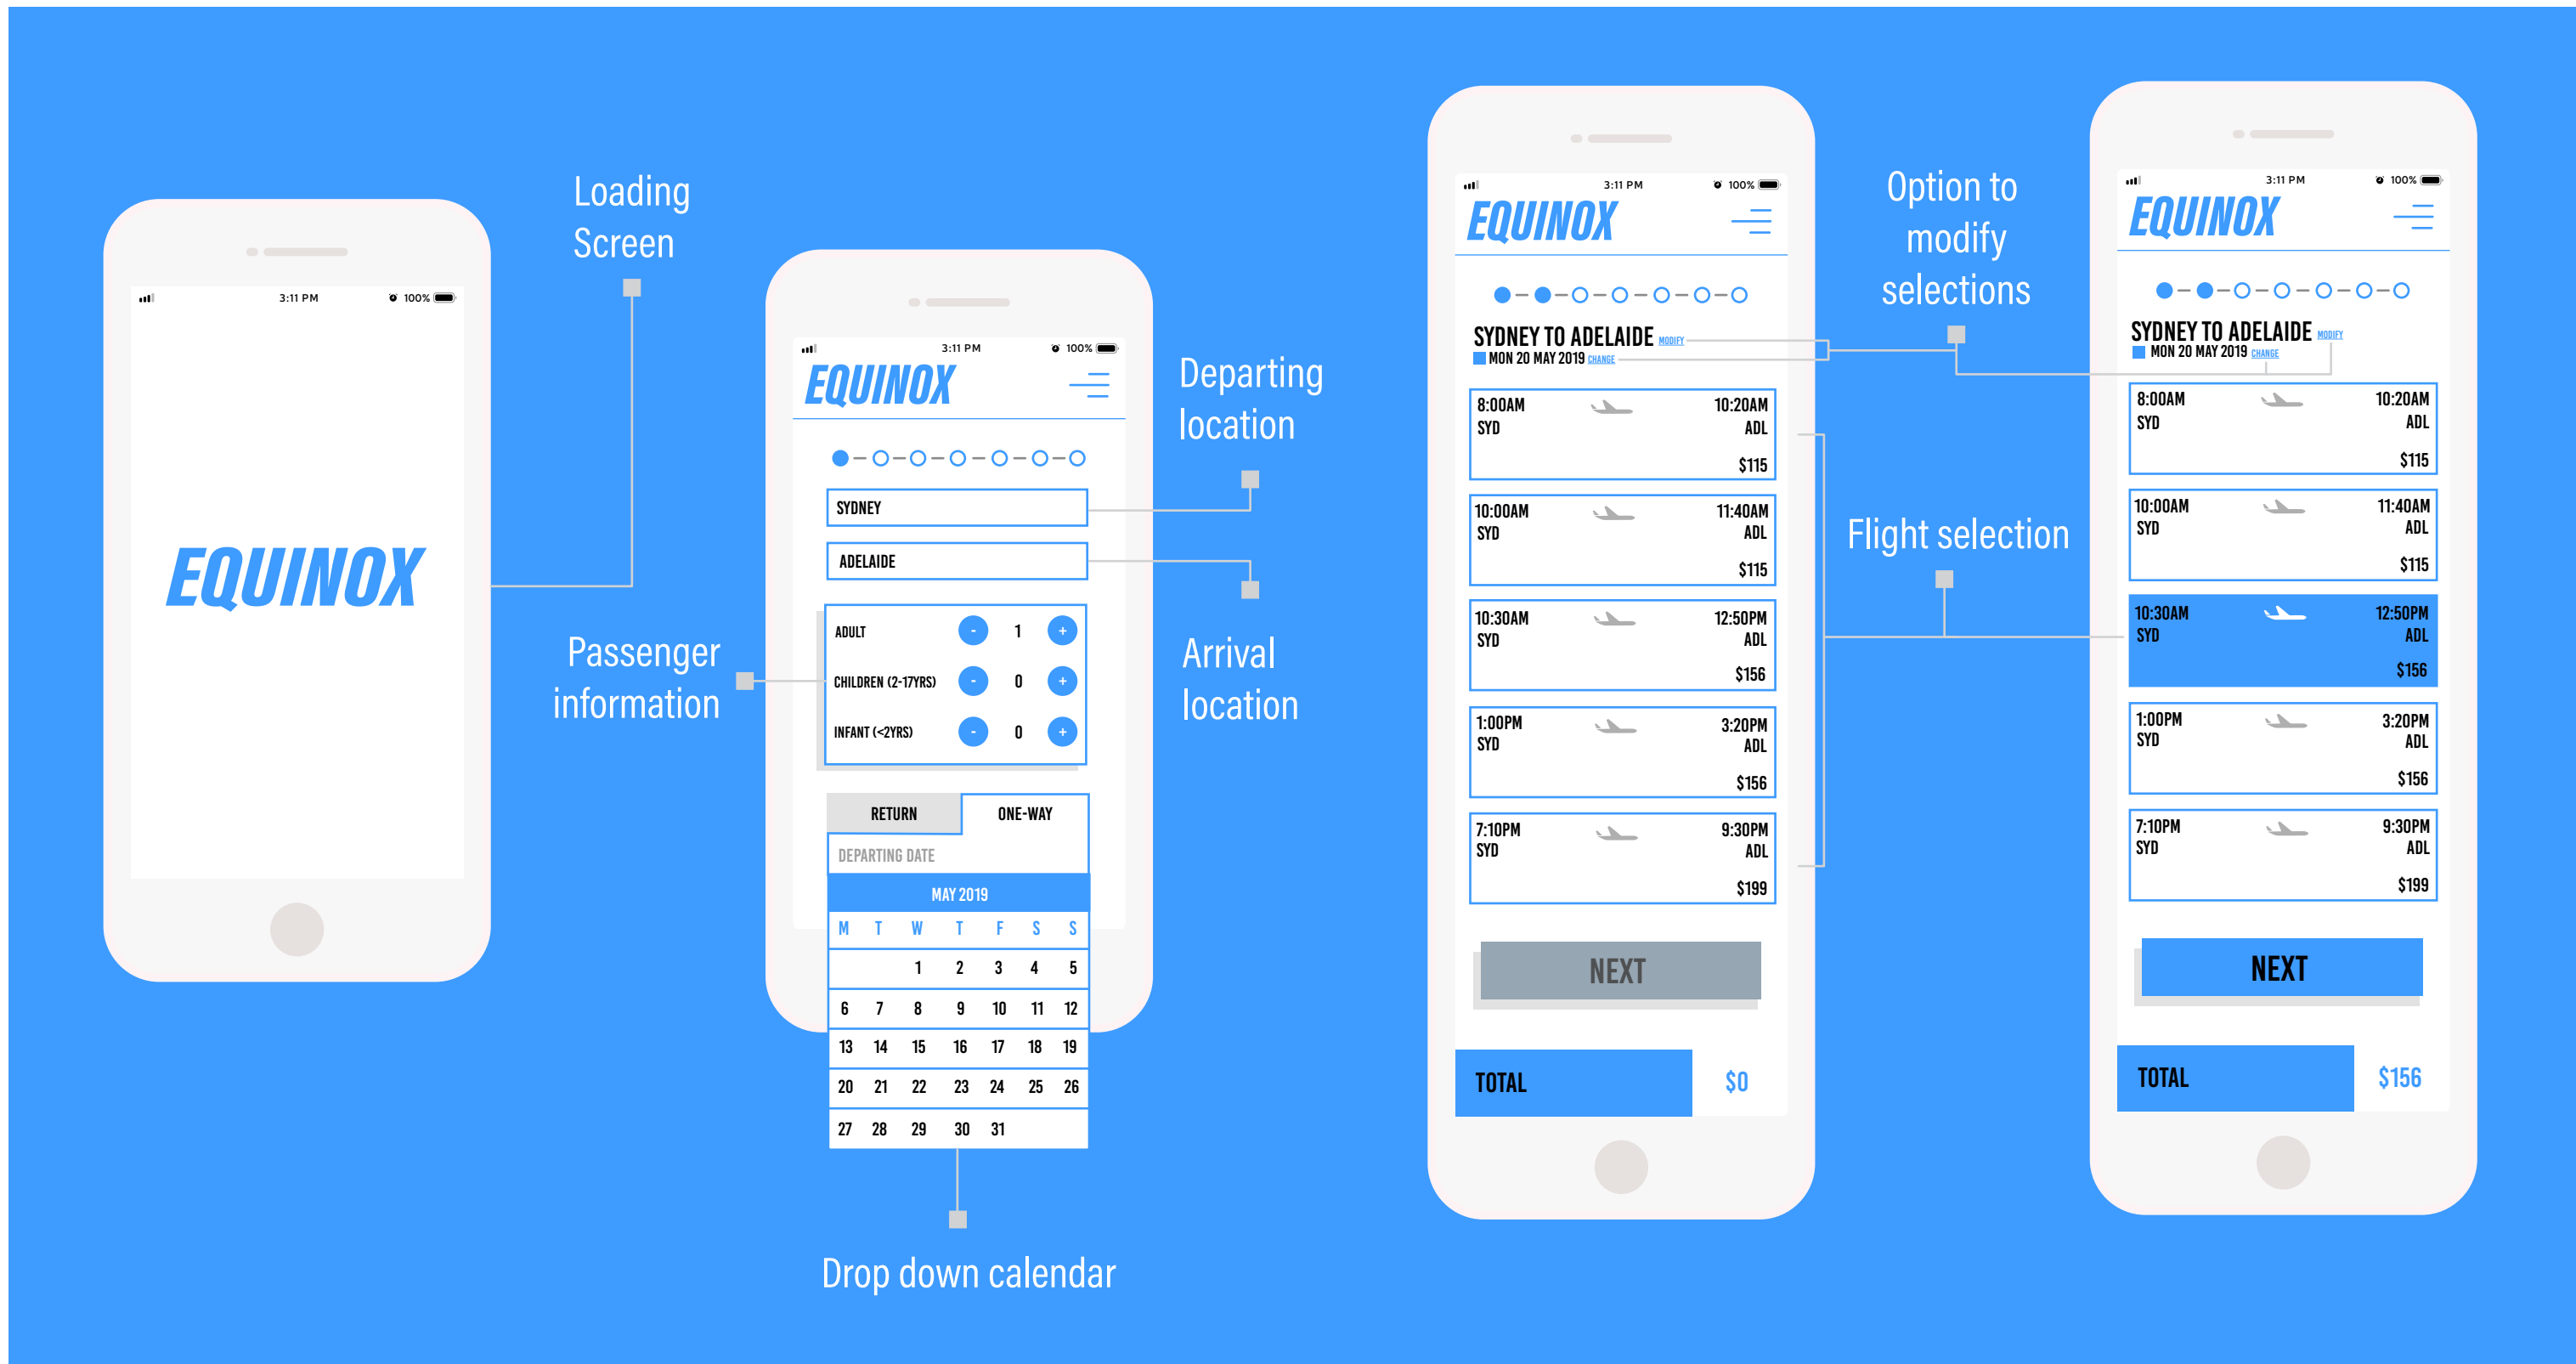 Loading
Screen
3:11 PM
100%
EQUINOX
Passenger
information
3:11 PM
100%
EQUINOX
SYDNEY
ADELAIDE
ADULT - 1 +
CHILDREN (2-17YRS) - 0 +
INFANT (<2YRS) - 0 +
RETURN ONE-WAY
DEPARTING DATE
MAY 2019
M T W T F S S
1 2 3 4 5
6 7 8 9 10 11 12
13 14 15 16 17 18 19
20 21 22 23 24 25 26
27 28 29 30 31
Drop down calendar
Departing
location
Arrival
location
3:11 PM
100%
EQUINOX
SYDNEY TO ADELAIDE MODIFY
MON 20 MAY 2019 CHANGE
8:00AM 10:20AM
SYD ADL
$115
10:00AM 11:40AM
SYD ADL
$115
10:30AM 12:50PM
SYD ADL
$156
1:00PM 3:20PM
SYD ADL
$156
7:10PM 9:30PM
SYD ADL
$199
NEXT
TOTAL $0
Option to
modify
selections
Flight selection
3:11 PM
100%
EQUINOX
SYDNEY TO ADELAIDE MODIFY
MON 20 MAY 2019 CHANGE
8:00AM 10:20AM
SYD ADL
$115
10:00AM 11:40AM
SYD ADL
$115
10:30AM 12:50PM
SYD ADL
$156
1:00PM 3:20PM
SYD ADL
$156
7:10PM 9:30PM
SYD ADL
$199
NEXT
TOTAL $156